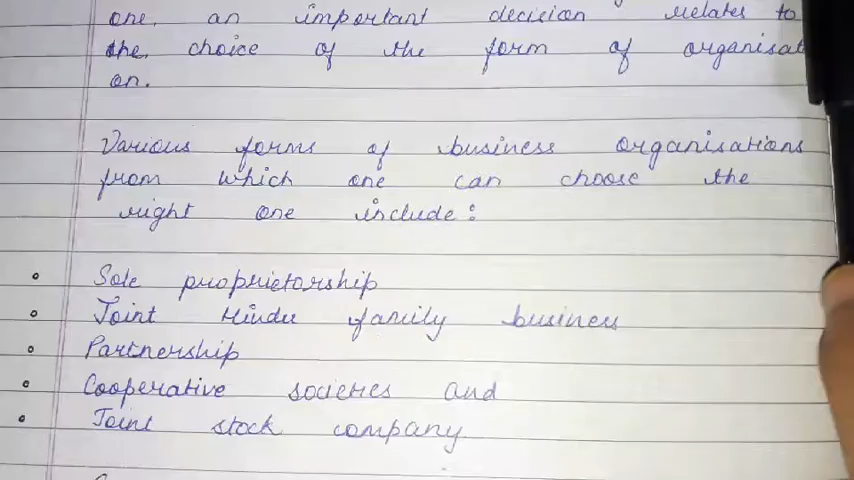 one, an important decision relates to
the choice of the form of organisat
on.
Various forms of business organisations
from which one can choose the
right one include:
Sole proprietorship
Joint Hindu family business
Partnership
Cooperative societies and
Joint stock company